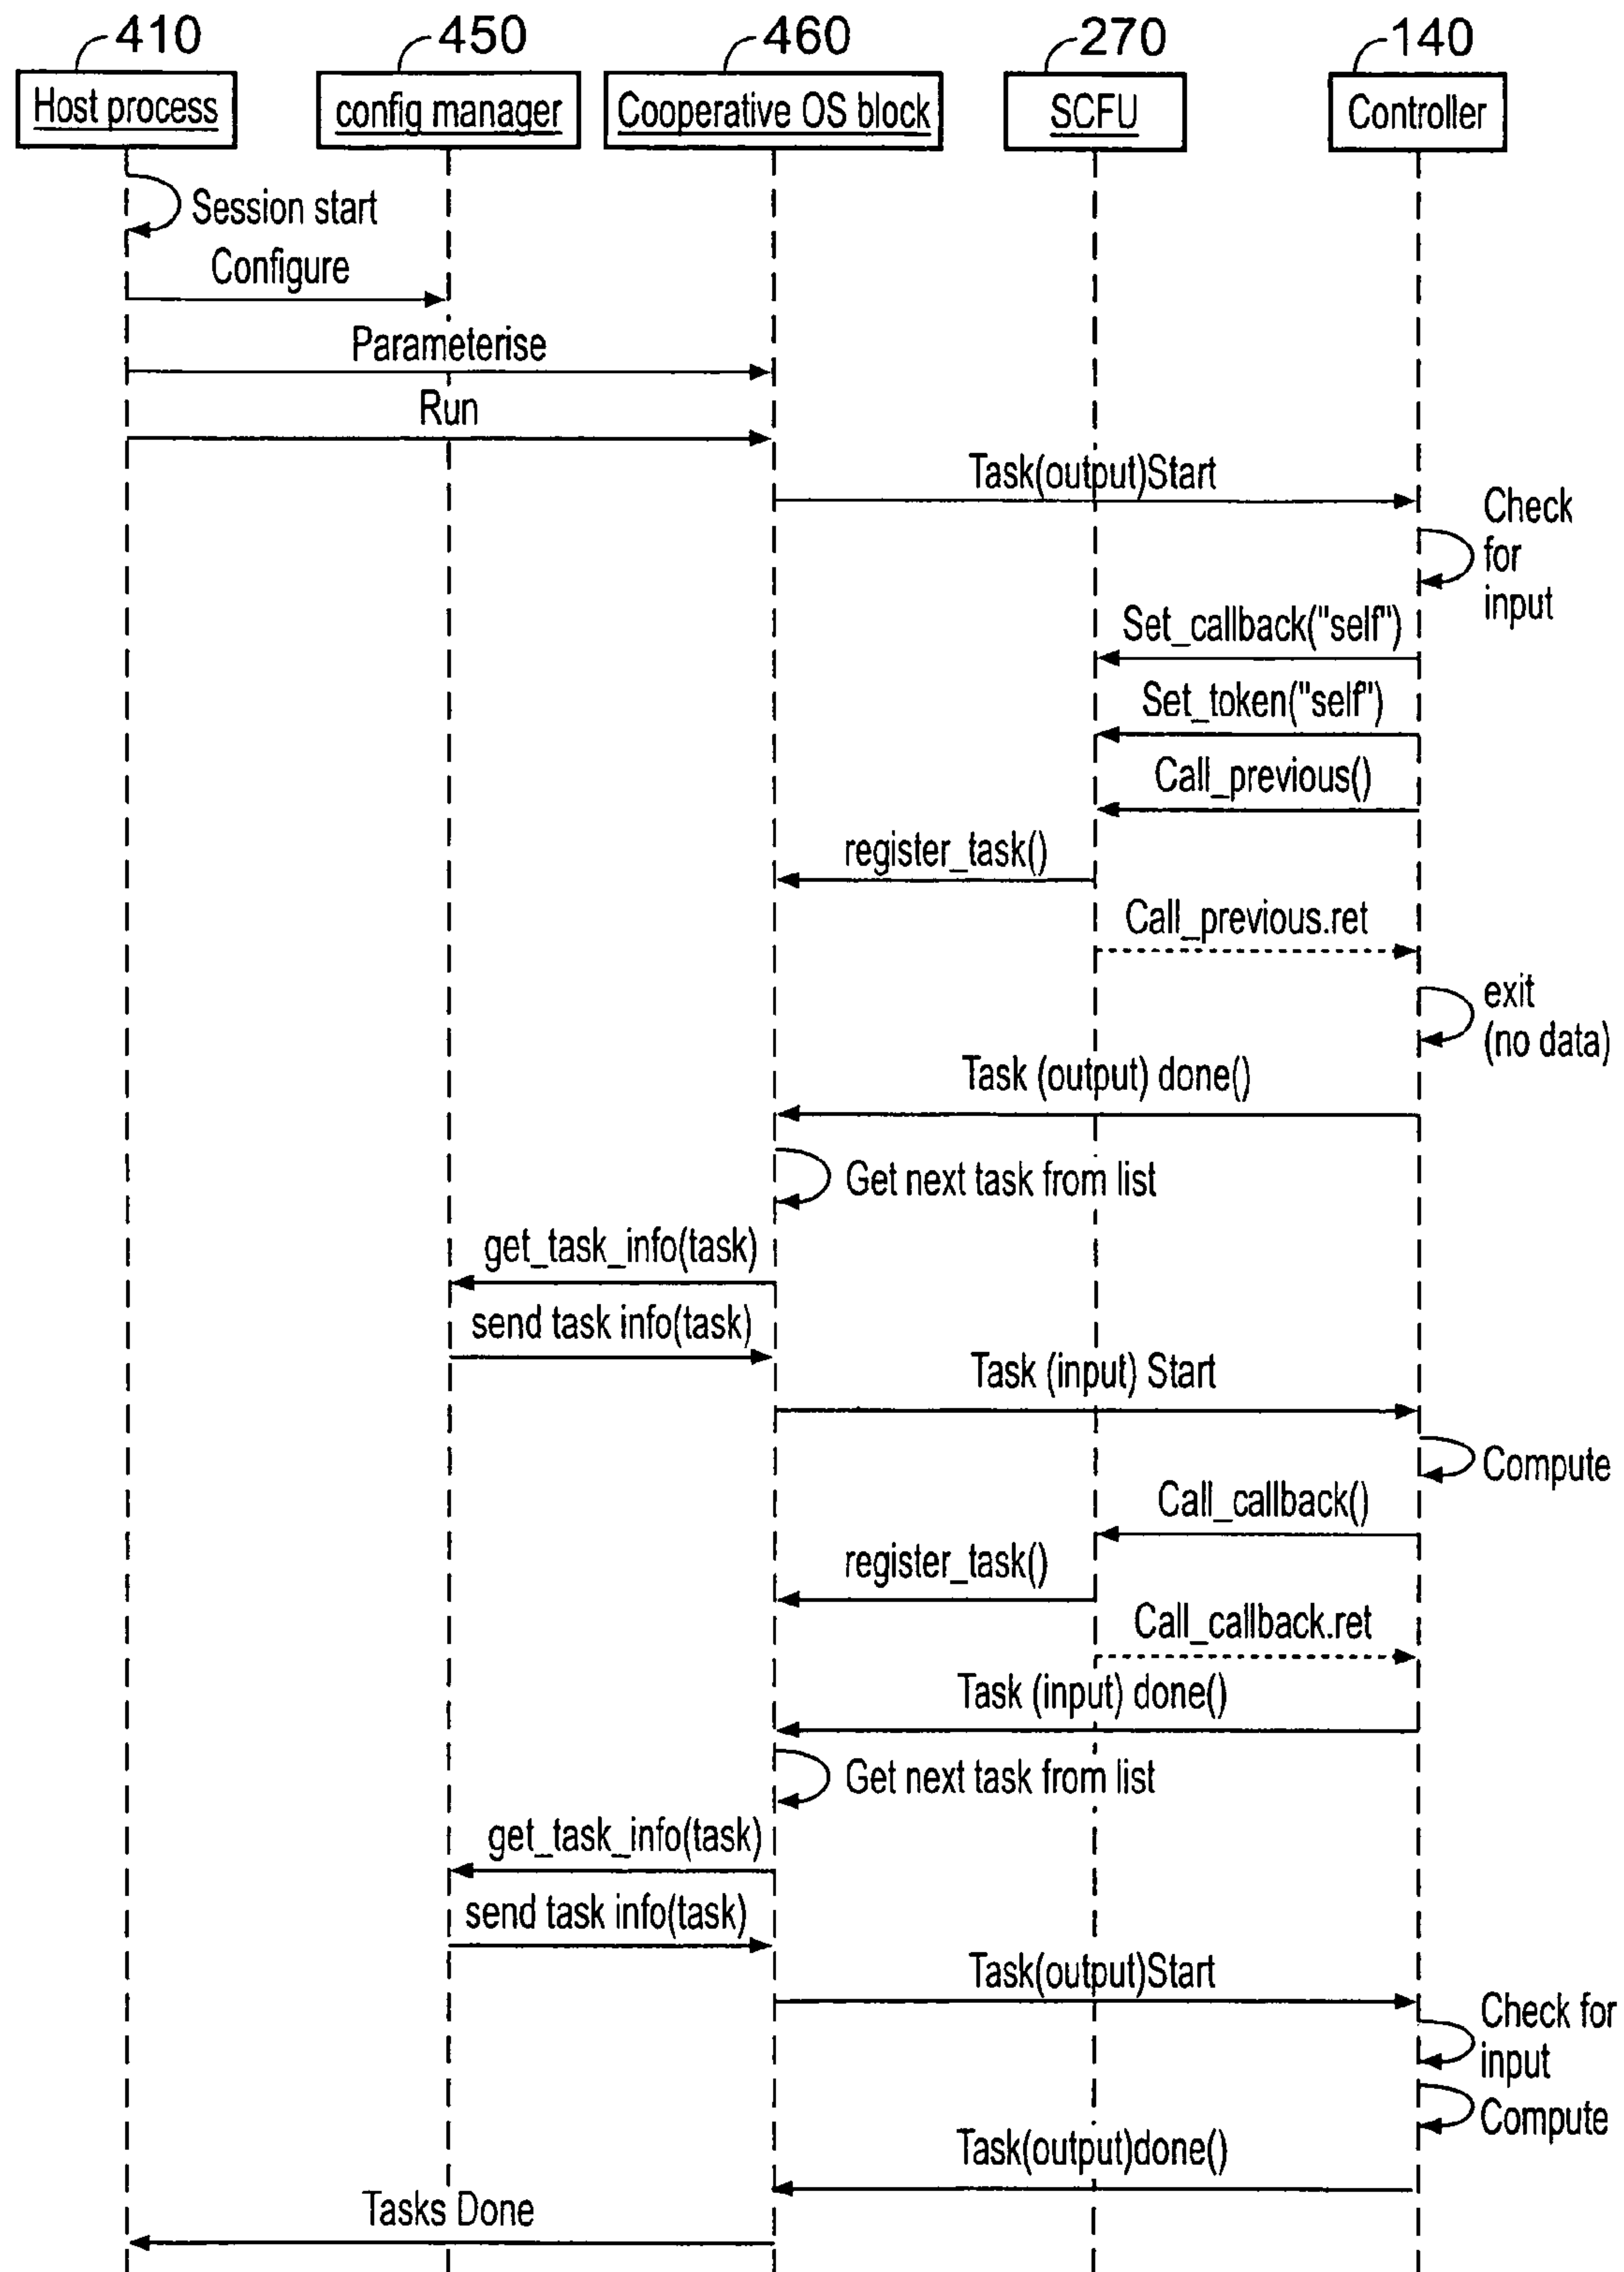 410 450 460 270 140
Host process config manager Cooperative OS block SCFU Controller
Session start
Configure
Parameterise
Run
Task(output)Start
Check
for
input
Set_callback("self")
Set_token("self")
Call_previous()
register_task()
Call_previous.ret
exit
(no data)
Task (output) done()
Get next task from list
get_task_info(task)
send task info(task)
Task (input) Start
Compute
Call_callback()
register_task()
Call_callback.ret
Task (input) done()
Get next task from list
get_task_info(task)
send task info(task)
Task(output)Start
Check for
input
Compute
Task(output)done()
Tasks Done